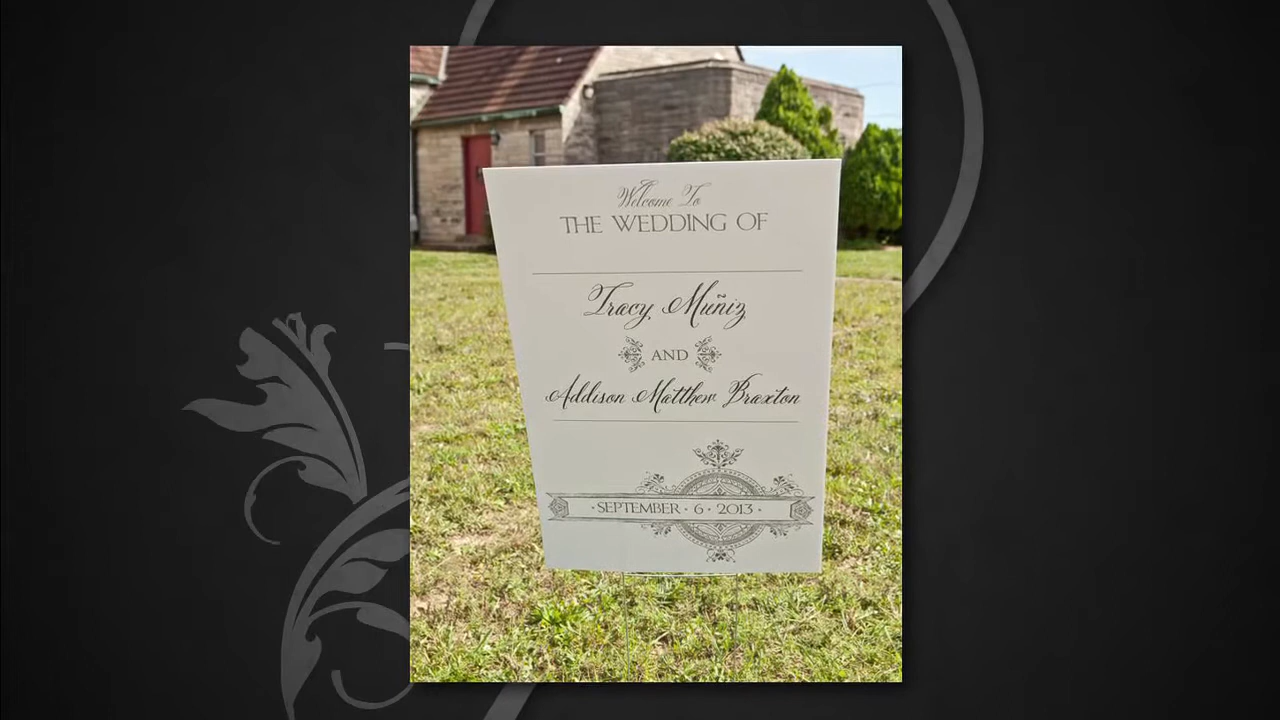 Welcome To
THE WEDDING OF
Tracy Muñiz
AND
Addison Matthew Braxton
· SEPTEMBER · 6 · 2013 ·